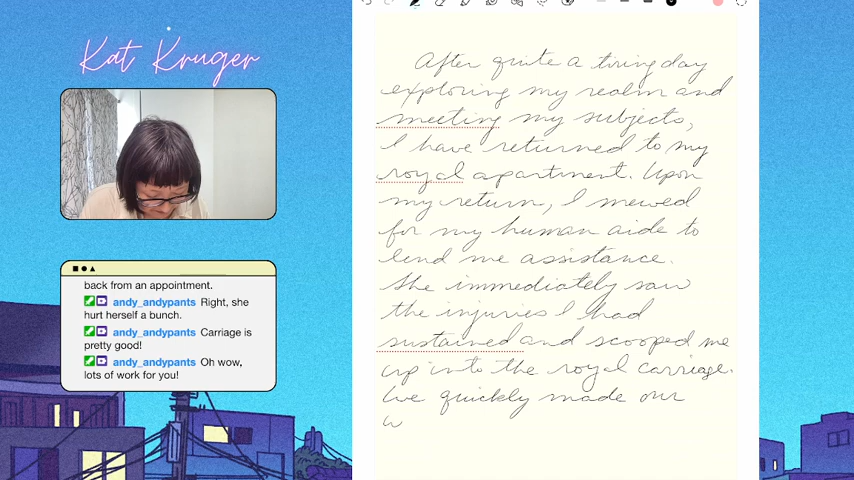 Kat Kruger
back from an appointment.
andy_andypants Right, she
hurt herself a bunch.
andy_andypants Carriage is
pretty good!
andy_andypants Oh wow,
lots of work for you!
After quite a tiring day
exploring my realm and
meeting my subjects,
I have returned to my
royal apartment. Upon
my return, I mewed
for my human aide to
lend me assistance.
She immediately saw
the injuries I had
sustained and scooped me
up into the royal carriage.
We quickly made our
w